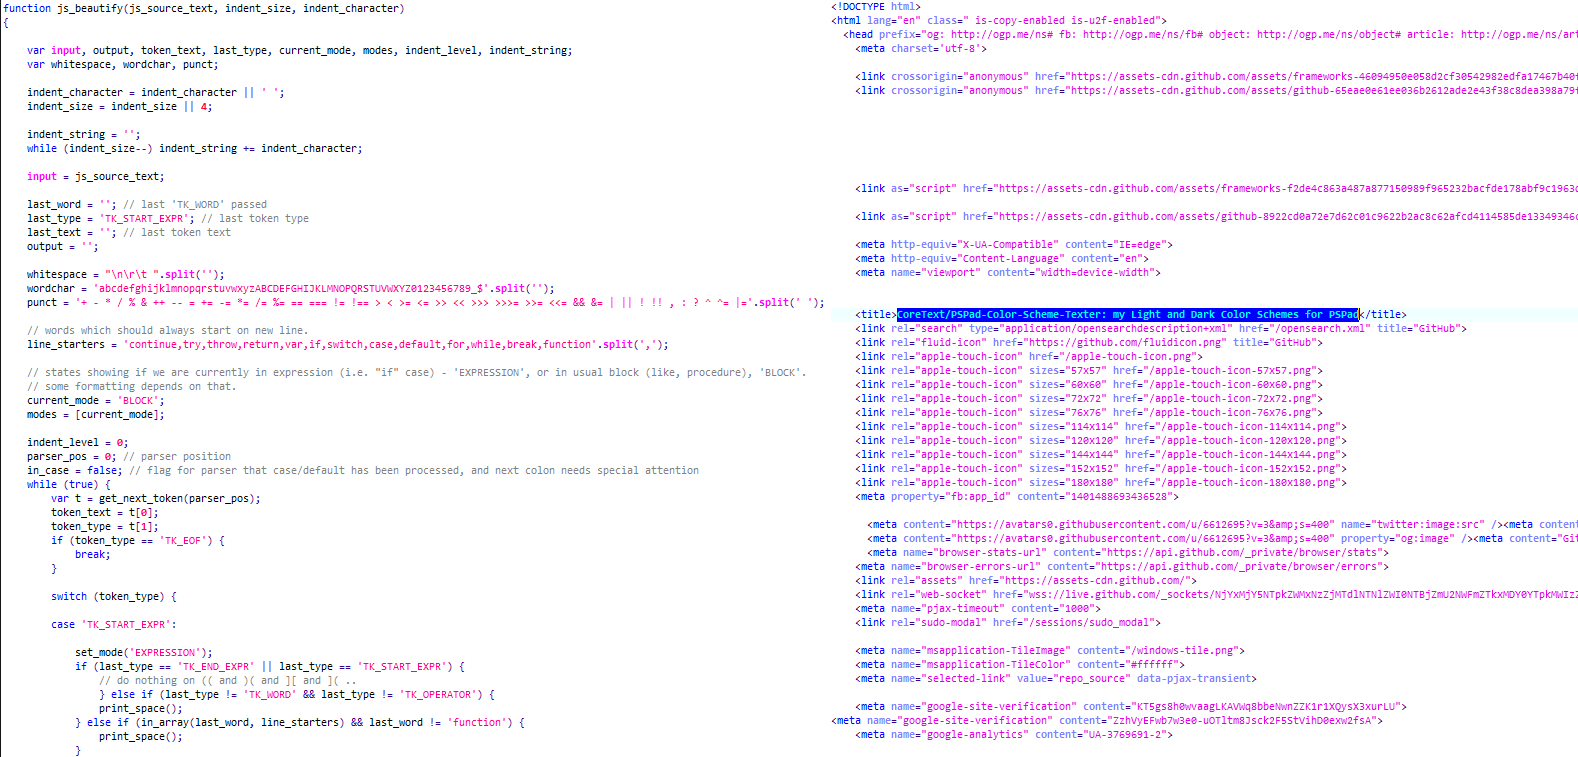 function js_beautify(js_source_text, indent_size, indent_character)
{
var input, output, token_text, last_type, current_mode, modes, indent_level, indent_string;
var whitespace, wordchar, punct;
indent_character = indent_character || ' ';
indent_size = indent_size || 4;
indent_string = '';
while (indent_size--) indent_string += indent_character;
input = js_source_text;
last_word = ''; // last 'TK_WORD' passed
last_type = 'TK_START_EXPR'; // last token type
last_text = ''; // last token text
output = '';
whitespace = "\n\r\t ".split('');
wordchar = 'abcdefghijklmnopqrstuvwxyzABCDEFGHIJKLMNOPQRSTUVWXYZ0123456789_$'.split('');
punct = '+ - * / % & ++ -- = += -= *= /= %= == === != !== > < >= <= >> << >>> >>>= >>= <<= && &= | || ! !! , : ? ^ ^= |='.split(' ');
// words which should always start on new line.
line_starters = 'continue,try,throw,return,var,if,switch,case,default,for,while,break,function'.split(',');
// states showing if we are currently in expression (i.e. "if" case) - 'EXPRESSION', or in usual block (like, procedure), 'BLOCK'.
// some formatting depends on that.
current_mode = 'BLOCK';
modes = [current_mode];
indent_level = 0;
parser_pos = 0; // parser position
in_case = false; // flag for parser that case/default has been processed, and next colon needs special attention
while (true) {
var t = get_next_token(parser_pos);
token_text = t[0];
token_type = t[1];
if (token_type == 'TK_EOF') {
break;
}
switch (token_type) {
case 'TK_START_EXPR':
set_mode('EXPRESSION');
if (last_type == 'TK_END_EXPR' || last_type == 'TK_START_EXPR') {
// do nothing on (( and )( and ][ and ]( ..
} else if (last_type != 'TK_WORD' && last_type != 'TK_OPERATOR') {
print_space();
} else if (in_array(last_word, line_starters) && last_word != 'function') {
print_space();
}
<!DOCTYPE html>
<html lang="en" class=" is-copy-enabled is-u2f-enabled">
<head prefix="og: http://ogp.me/ns# fb: http://ogp.me/ns/fb# object: http://ogp.me/ns/object# article: http://ogp.me/ns/art
<meta charset='utf-8'>
<link crossorigin="anonymous" href="https://assets-cdn.github.com/assets/frameworks-46094950e058d2cf30542982edfa17467b40f
<link crossorigin="anonymous" href="https://assets-cdn.github.com/assets/github-65eae0e61ee036b2612ade2e43f38c8dea398a79f
<link as="script" href="https://assets-cdn.github.com/assets/frameworks-f2de4c863a487a877150989f965232bacfde178abf9c1963c
<link as="script" href="https://assets-cdn.github.com/assets/github-8922cd0a72e7d62c01c9622b2ac8c62afcd4114585de13349346c
<meta http-equiv="X-UA-Compatible" content="IE=edge">
<meta http-equiv="Content-Language" content="en">
<meta name="viewport" content="width=device-width">
<title>CoreText/PSPad-Color-Scheme-Texter: my Light and Dark Color Schemes for PSPad</title>
<link rel="search" type="application/opensearchdescription+xml" href="/opensearch.xml" title="GitHub">
<link rel="fluid-icon" href="https://github.com/fluidicon.png" title="GitHub">
<link rel="apple-touch-icon" href="/apple-touch-icon.png">
<link rel="apple-touch-icon" sizes="57x57" href="/apple-touch-icon-57x57.png">
<link rel="apple-touch-icon" sizes="60x60" href="/apple-touch-icon-60x60.png">
<link rel="apple-touch-icon" sizes="72x72" href="/apple-touch-icon-72x72.png">
<link rel="apple-touch-icon" sizes="76x76" href="/apple-touch-icon-76x76.png">
<link rel="apple-touch-icon" sizes="114x114" href="/apple-touch-icon-114x114.png">
<link rel="apple-touch-icon" sizes="120x120" href="/apple-touch-icon-120x120.png">
<link rel="apple-touch-icon" sizes="144x144" href="/apple-touch-icon-144x144.png">
<link rel="apple-touch-icon" sizes="152x152" href="/apple-touch-icon-152x152.png">
<link rel="apple-touch-icon" sizes="180x180" href="/apple-touch-icon-180x180.png">
<meta property="fb:app_id" content="1401488693436528">
<meta content="https://avatars0.githubusercontent.com/u/6612695?v=3&amp;s=400" name="twitter:image:src" /><meta conten
<meta content="https://avatars0.githubusercontent.com/u/6612695?v=3&amp;s=400" property="og:image" /><meta content="Git
<meta name="browser-stats-url" content="https://api.github.com/_private/browser/stats">
<meta name="browser-errors-url" content="https://api.github.com/_private/browser/errors">
<link rel="assets" href="https://assets-cdn.github.com/">
<link rel="web-socket" href="wss://live.github.com/_sockets/NjYxMjY5NTpkZWMxNzZjMTdlNTNlZWI0NTBjZmU2NWFmZTkxMDY0YTpkMWIzZ
<meta name="pjax-timeout" content="1000">
<link rel="sudo-modal" href="/sessions/sudo_modal">
<meta name="msapplication-TileImage" content="/windows-tile.png">
<meta name="msapplication-TileColor" content="#ffffff">
<meta name="selected-link" value="repo_source" data-pjax-transient>
<meta name="google-site-verification" content="KT5gs8h0wvaagLKAVWq8bbeNwnZZK1r1XQysX3xurLU">
<meta name="google-site-verification" content="ZzhVyEFwb7w3e0-uOTltm8Jsck2F5StVihD0exw2fsA">
<meta name="google-analytics" content="UA-3769691-2">